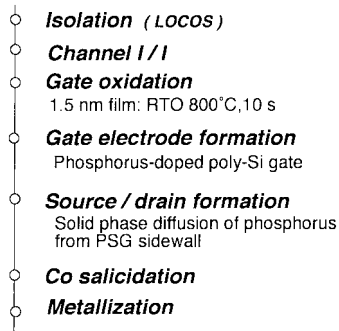 Isolation (LOCOS)
Channel I/I
Gate oxidation
1.5 nm film: RTO 800°C,10 s
Gate electrode formation
Phosphorus-doped poly-Si gate
Source / drain formation
Solid phase diffusion of phosphorus
from PSG sidewall
Co salicidation
Metallization